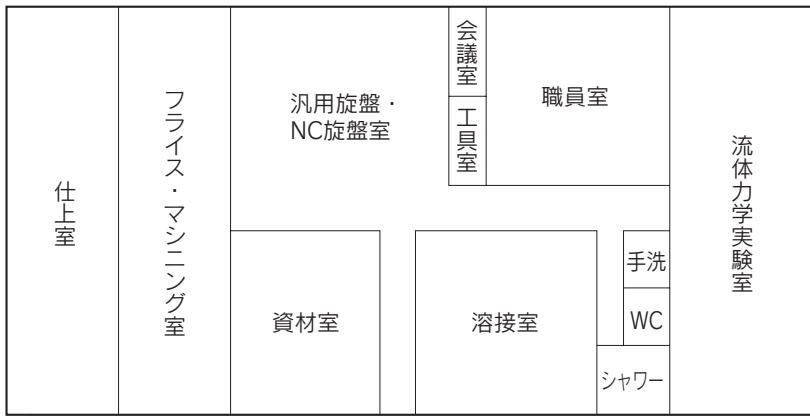 仕上室
フライス・マシニング室
汎用旋盤・
NC旋盤室
会議室
工具室
職員室
流体力学実験室
資材室
溶接室
手洗
WC
シャワー